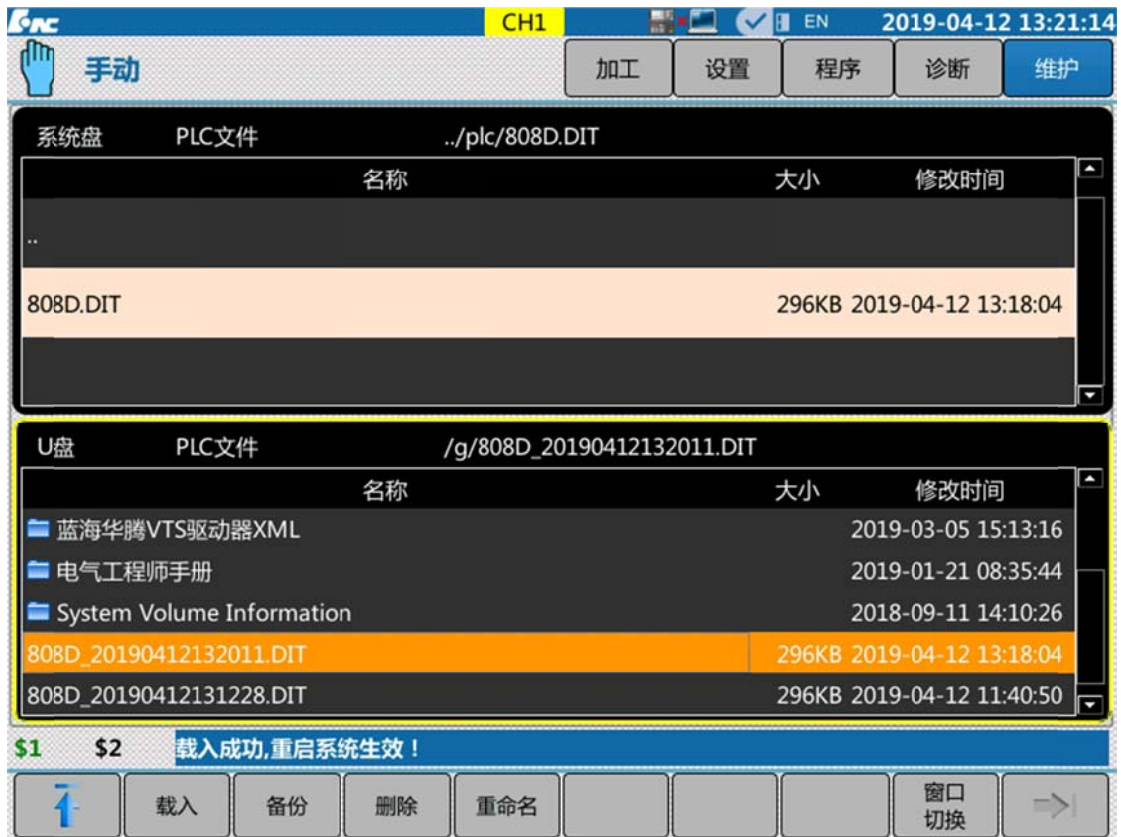 HNC CH1 EN 2019-04-12 13:21:14
手动 加工 设置 程序 诊断 维护
系统盘 PLC文件 ../plc/808D.DIT
名称 大小 修改时间
..
808D.DIT 296KB 2019-04-12 13:18:04
U盘 PLC文件 /g/808D_20190412132011.DIT
名称 大小 修改时间
蓝海华腾VTS驱动器XML 2019-03-05 15:13:16
电气工程师手册 2019-01-21 08:35:44
System Volume Information 2018-09-11 14:10:26
808D_20190412132011.DIT 296KB 2019-04-12 13:18:04
808D_20190412131228.DIT 296KB 2019-04-12 11:40:50
$1 $2 载入成功,重启系统生效！
载入 备份 删除 重命名 窗口
切换